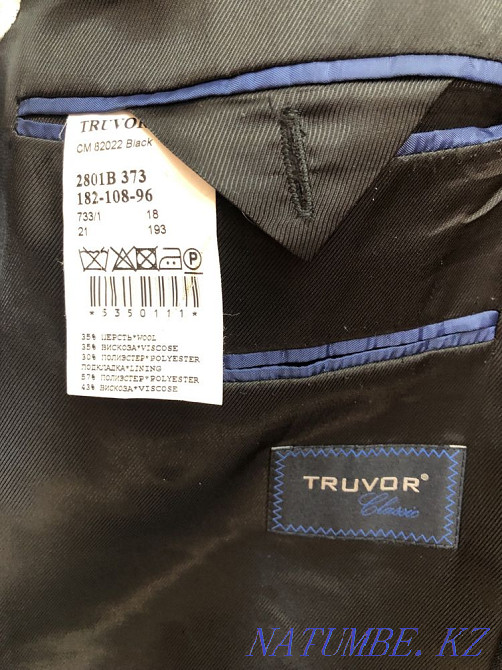 TRUVOR
CM 82022 Black
2801B 373
182-108-96
733/1 18
21 193
P
*5350111*
35% ШЕРСТЬ*WOOL
35% ВИСКОЗА*VISCOSE
30% ПОЛИЭСТЕР*POLYESTER
ПОДКЛАДКА*LINING
57% ПОЛИЭСТЕР*POLYESTER
43% ВИСКОЗА*VISCOSE
TRUVOR®
Classic
NATUMBE.KZ